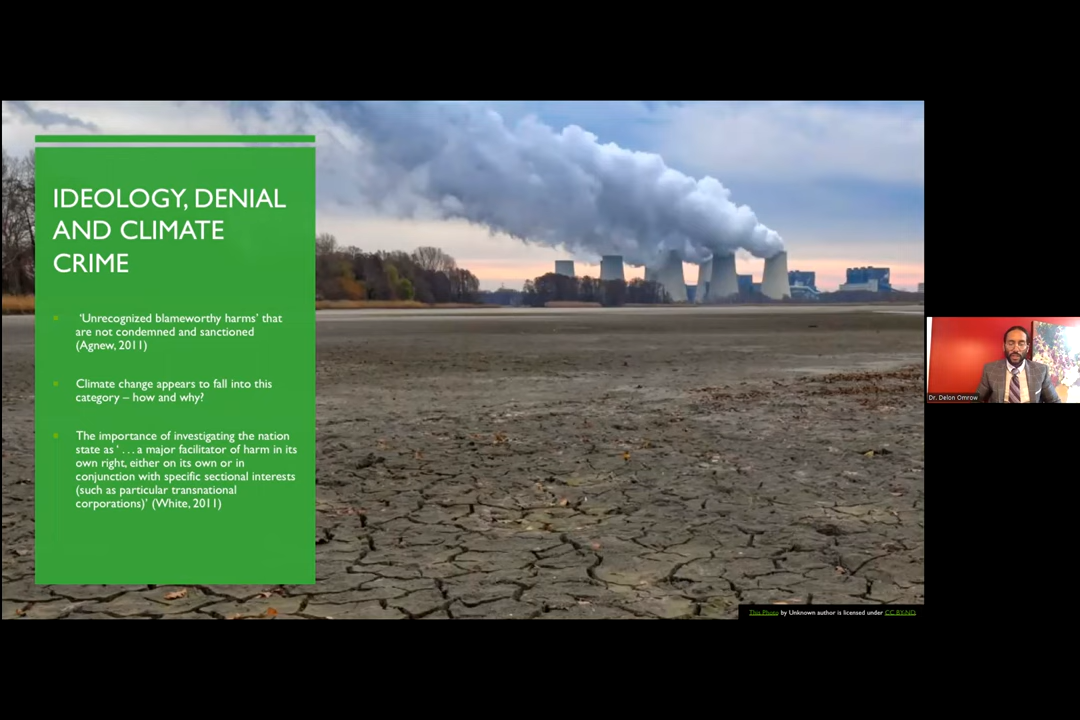 IDEOLOGY, DENIAL
AND CLIMATE
CRIME
‘Unrecognized blameworthy harms’ that
are not condemned and sanctioned
(Agnew, 2011)
Climate change appears to fall into this
category – how and why?
The importance of investigating the nation
state as ‘ . . . a major facilitator of harm in its
own right, either on its own or in
conjunction with specific sectional interests
(such as particular transnational
corporations)’ (White, 2011)
This Photo by Unknown author is licensed under CC BY-ND.
Dr. Delon Omrow